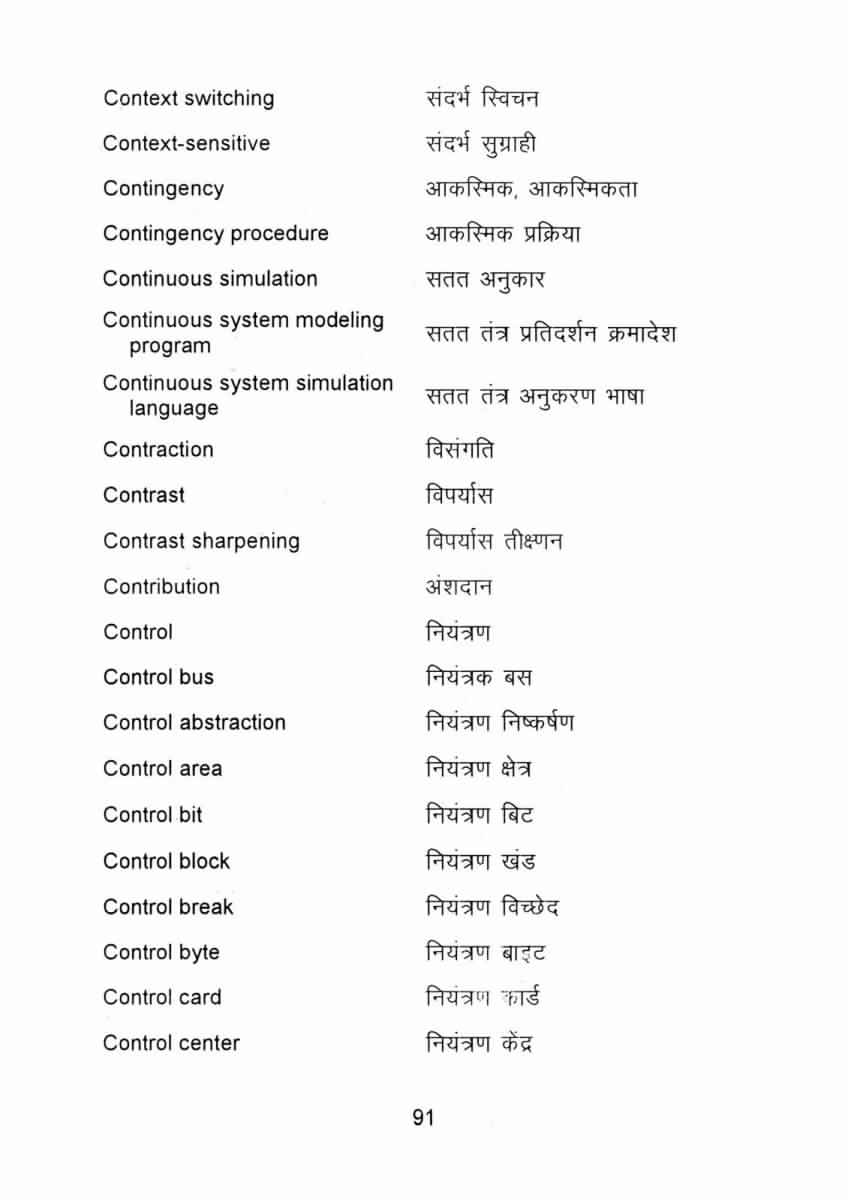 Context switching संदर्भ स्विचन
Context-sensitive संदर्भ सुग्राही
Contingency आकस्मिक, आकस्मिकता
Contingency procedure आकस्मिक प्रक्रिया
Continuous simulation सतत अनुकार
Continuous system modeling
program सतत तंत्र प्रतिदर्शन क्रमादेश
Continuous system simulation
language सतत तंत्र अनुकरण भाषा
Contraction विसंगति
Contrast विपर्यास
Contrast sharpening विपर्यास तीक्ष्णन
Contribution अंशदान
Control नियंत्रण
Control bus नियंत्रक बस
Control abstraction नियंत्रण निष्कर्षण
Control area नियंत्रण क्षेत्र
Control bit नियंत्रण बिट
Control block नियंत्रण खंड
Control break नियंत्रण विच्छेद
Control byte नियंत्रण बाइट
Control card नियंत्रण कार्ड
Control center नियंत्रण केंद्र
91